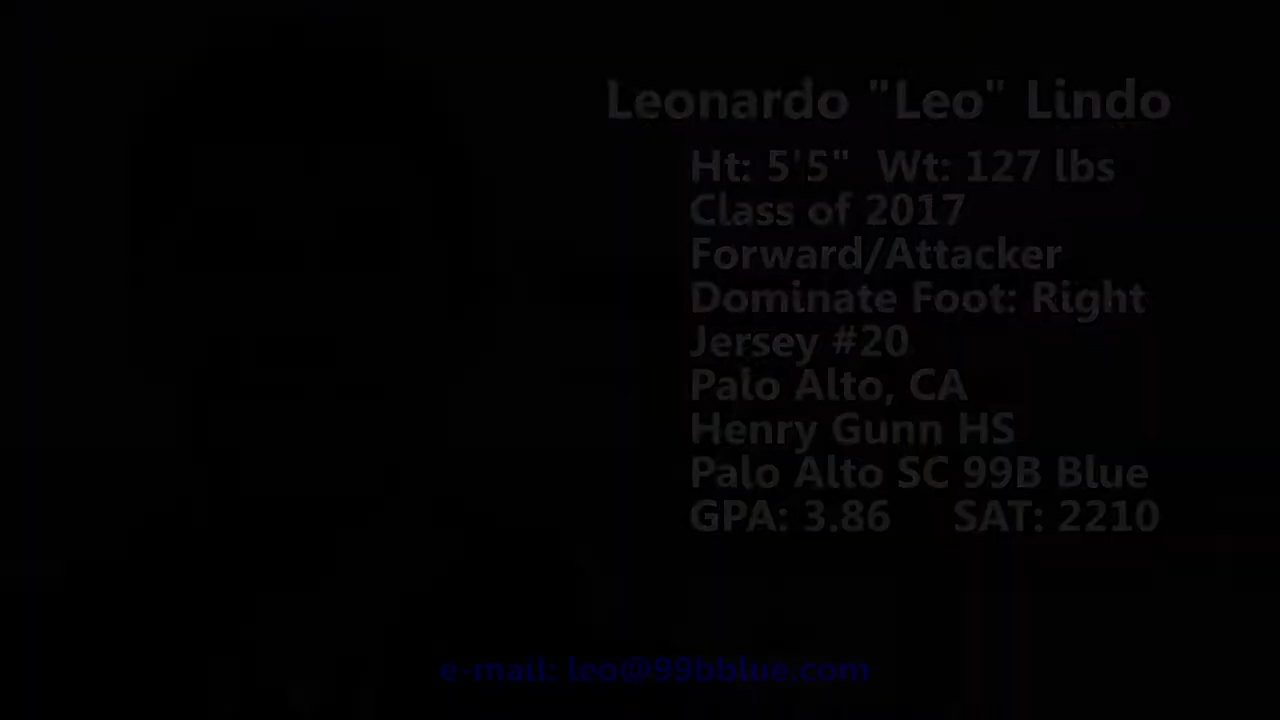 Leonardo "Leo" Lindo
Ht: 5'5" Wt: 127 lbs
Class of 2017
Forward/Attacker
Dominate Foot: Right
Jersey #20
Palo Alto, CA
Henry Gunn HS
Palo Alto SC 99B Blue
GPA: 3.86 SAT: 2210
e-mail: leo@99bblue.com